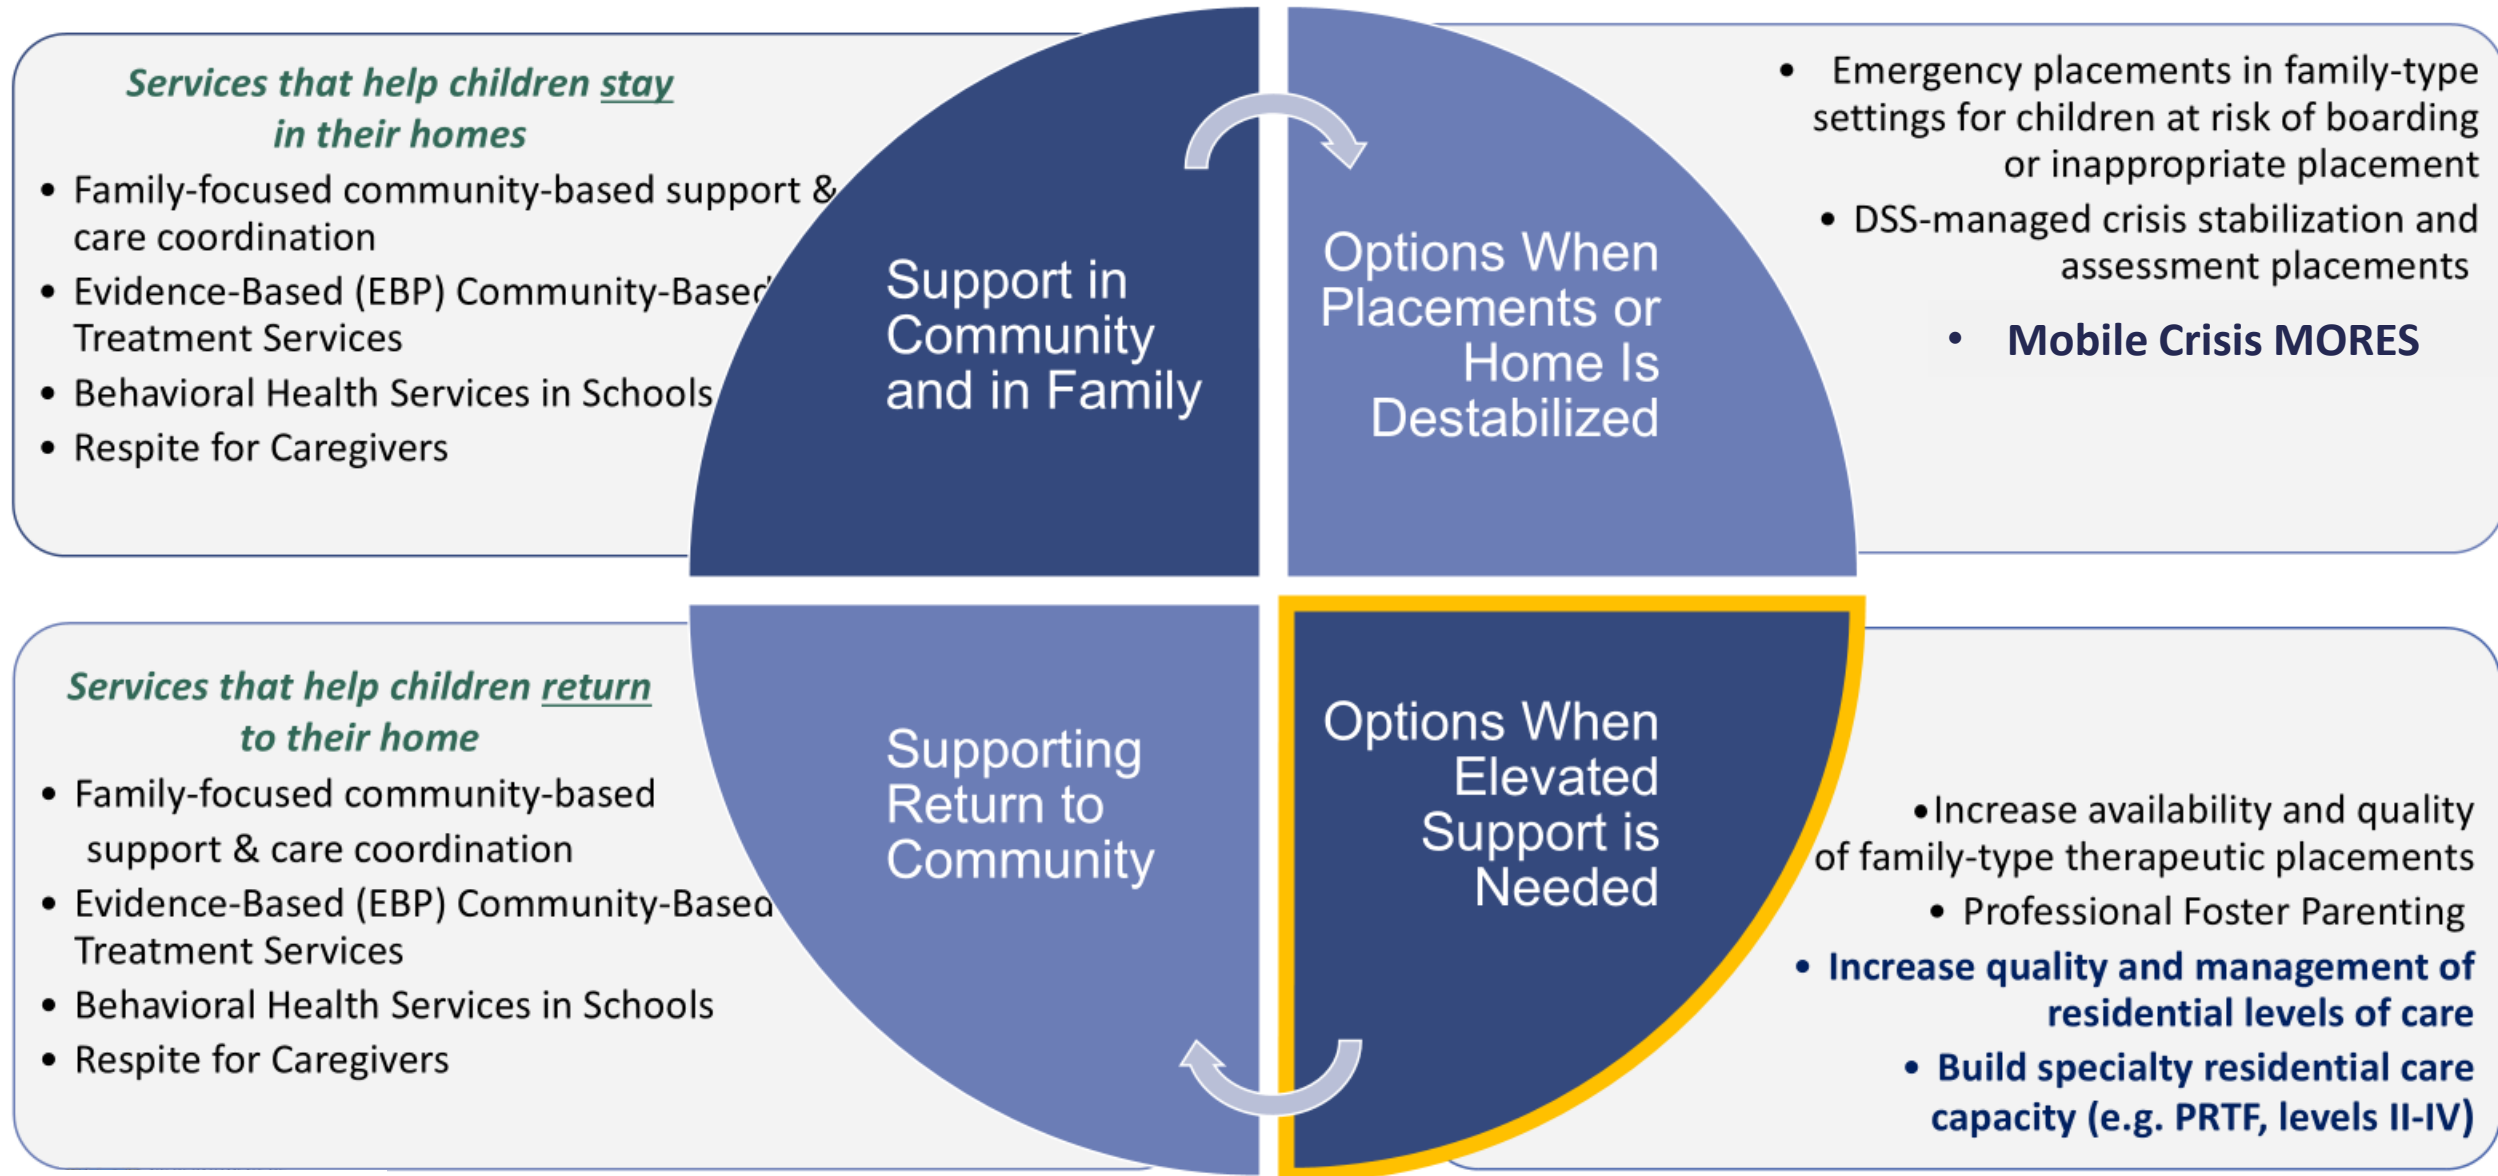 Services that help children stay
in their homes
• Family-focused community-based support &
care coordination
• Evidence-Based (EBP) Community-Based
Treatment Services
• Behavioral Health Services in Schools
• Respite for Caregivers
Support in
Community
and in Family
Options When
Placements or
Home Is
Destabilized
• Emergency placements in family-type
settings for children at risk of boarding
or inappropriate placement
• DSS-managed crisis stabilization and
assessment placements
• Mobile Crisis MORES
Services that help children return
to their home
• Family-focused community-based
support & care coordination
• Evidence-Based (EBP) Community-Based
Treatment Services
• Behavioral Health Services in Schools
• Respite for Caregivers
Supporting
Return to
Community
Options When
Elevated
Support is
Needed
•Increase availability and quality
of family-type therapeutic placements
• Professional Foster Parenting
• Increase quality and management of
residential levels of care
• Build specialty residential care
capacity (e.g. PRTF, levels II-IV)